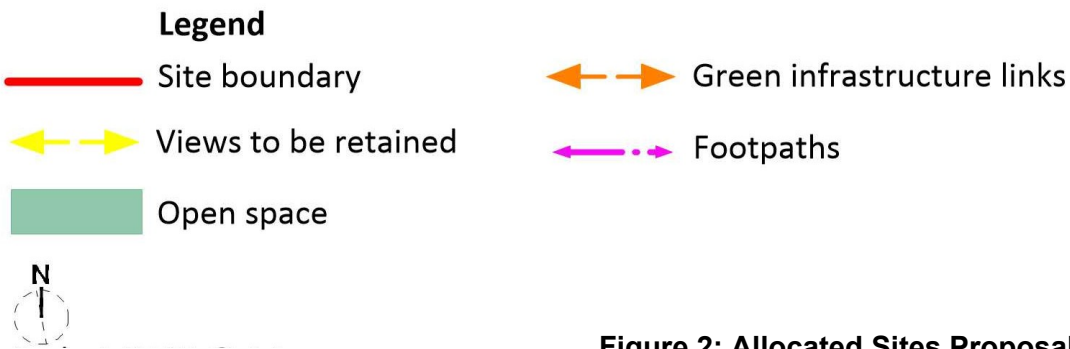 Legend
Site boundary
Green infrastructure links
Views to be retained
Footpaths
Open space
N
Figure 2: Allocated Sites Proposal